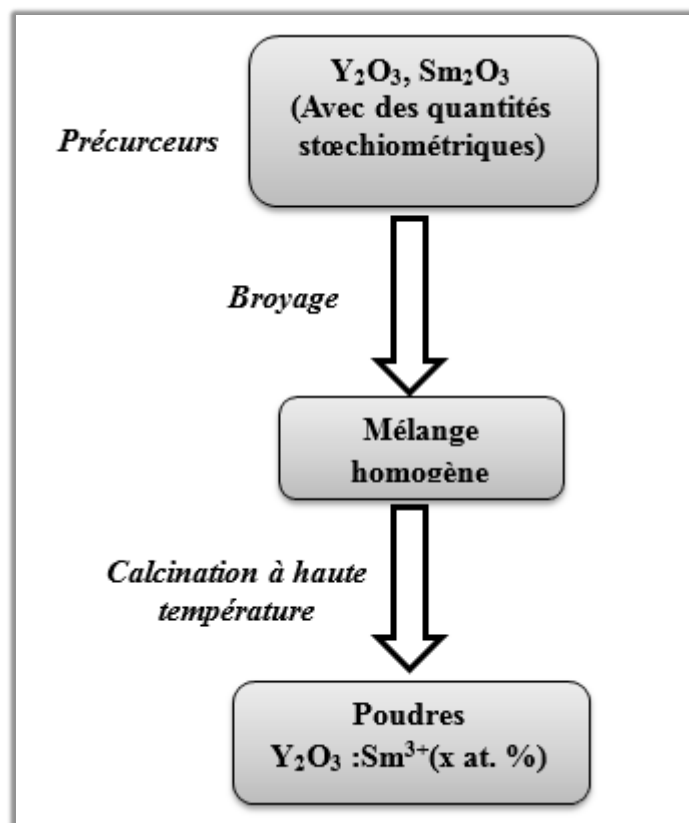 Y₂O₃, Sm₂O₃
(Avec des quantités
stœchiométriques)
Précurceurs
Broyage
Mélange
homogène
Calcination à haute
température
Poudres
Y₂O₃ :Sm³⁺(x at. %)